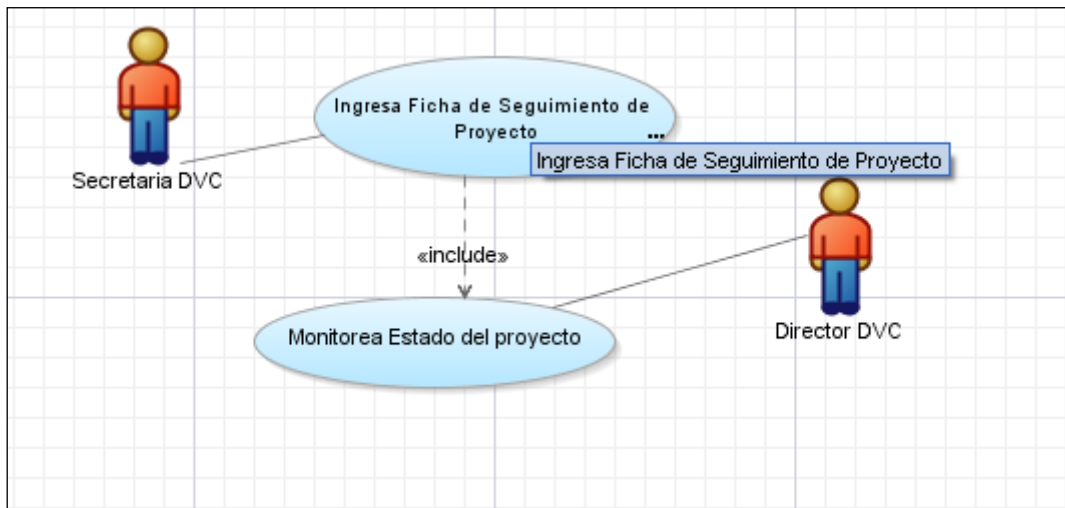 Ingresa Ficha de Seguimiento de
Proyecto
...
Ingresa Ficha de Seguimiento de Proyecto
Secretaria DVC
«include»
Director DVC
Monitorea Estado del proyecto